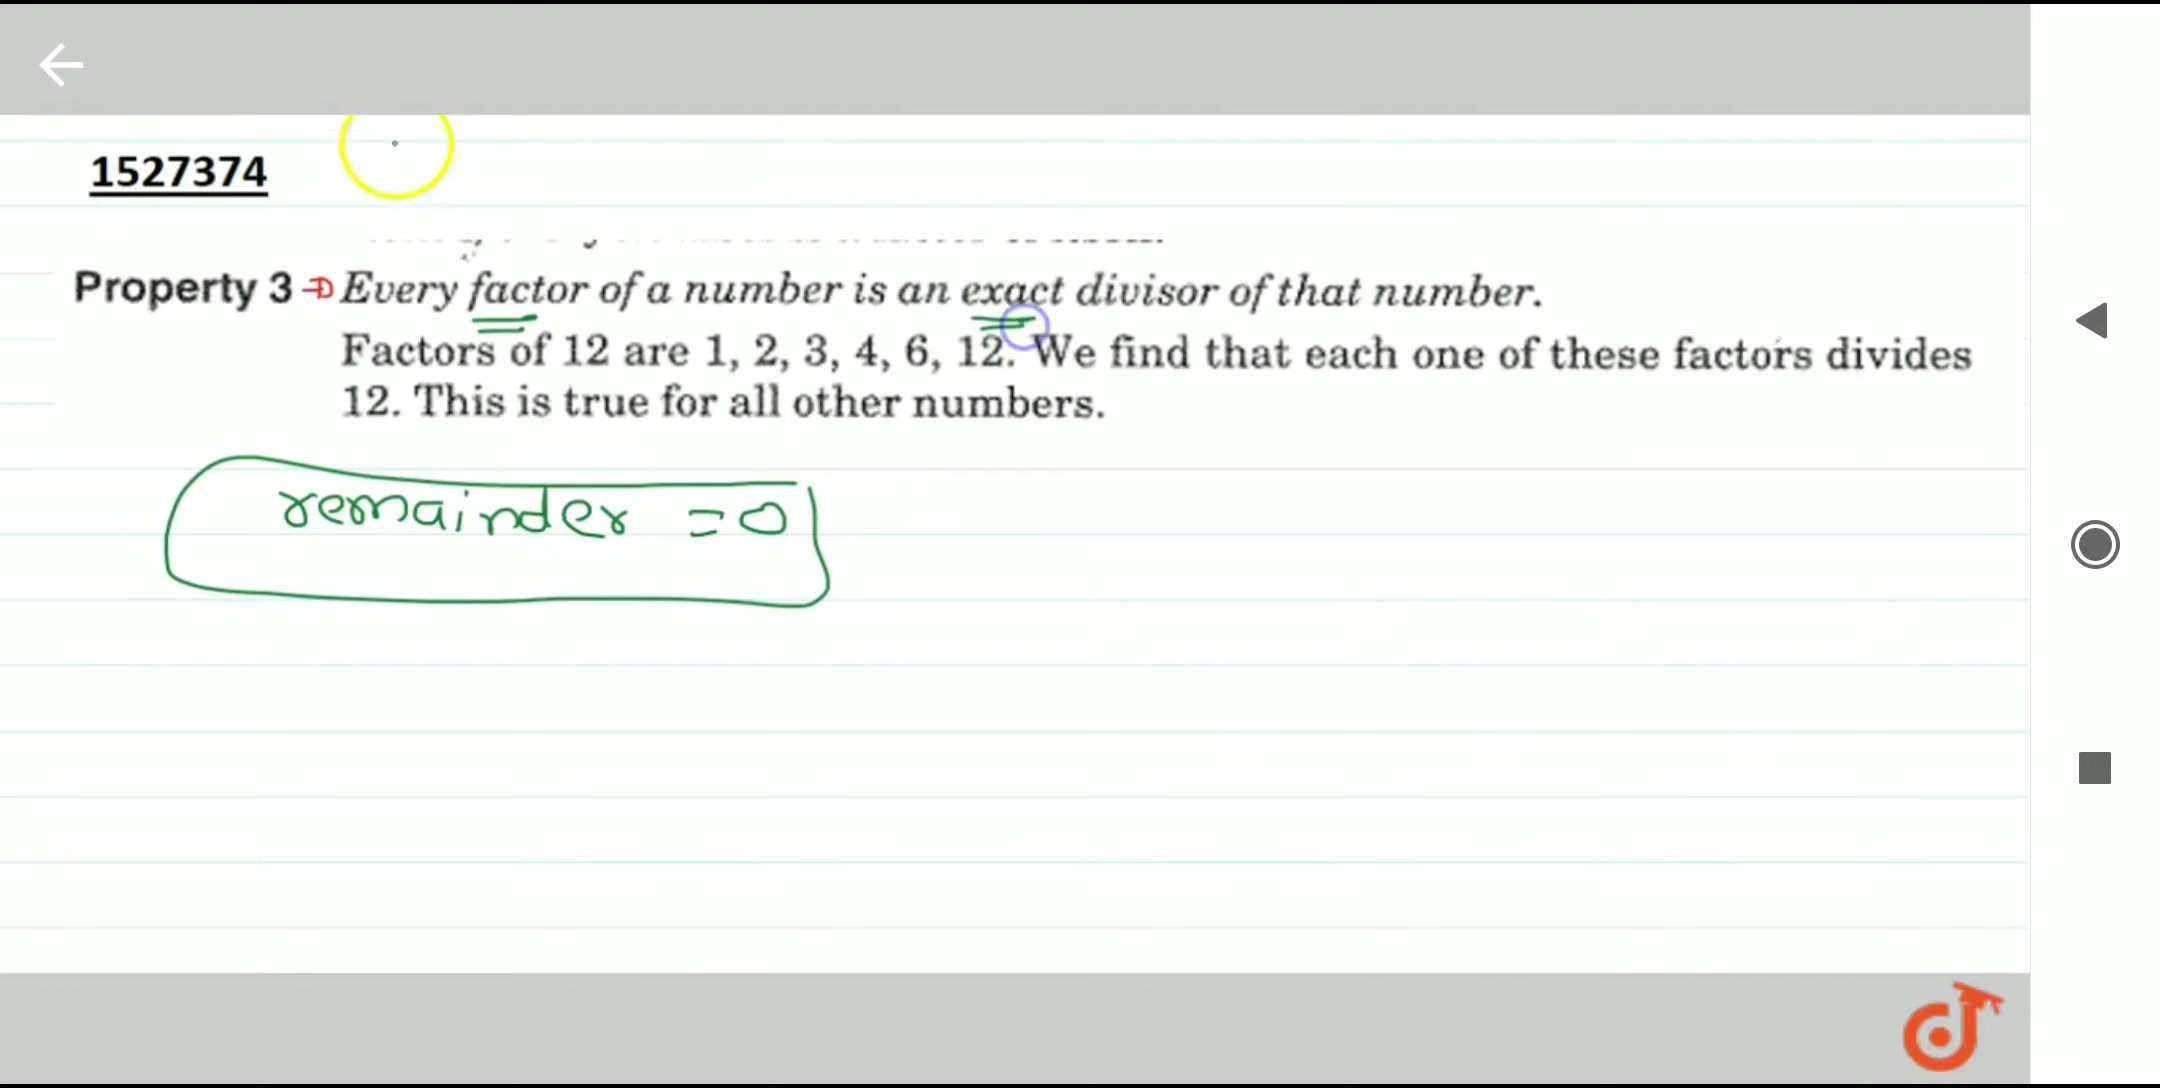 1527374
Property 3 Every factor of a number is an exact divisor of that number.
Factors of 12 are 1, 2, 3, 4, 6, 12. We find that each one of these factors divides
12. This is true for all other numbers.
remainder = 0